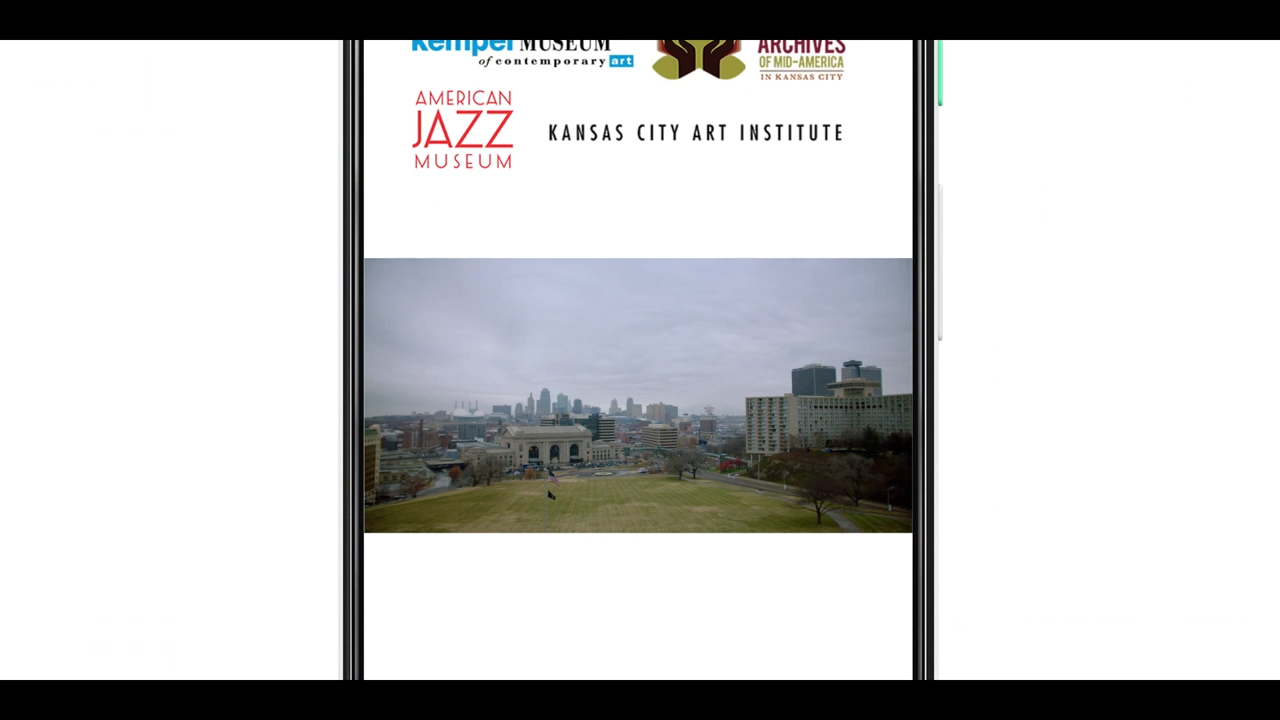 kemper MUSEUM
of contemporary art
ARCHIVES
OF MID-AMERICA
IN KANSAS CITY
AMERICAN
JAZZ
MUSEUM
KANSAS CITY ART INSTITUTE